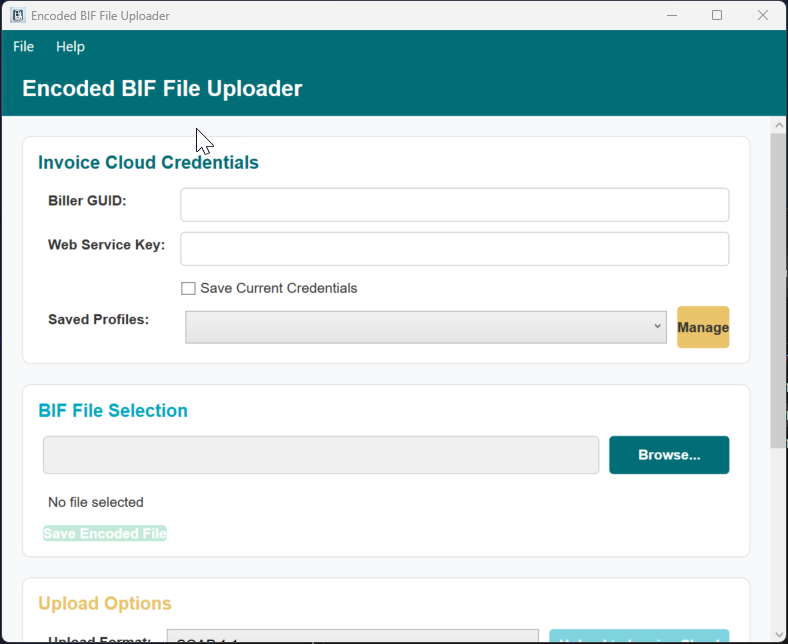 Encoded BIF File Uploader
File Help
Encoded BIF File Uploader
Invoice Cloud Credentials
Biller GUID:
Web Service Key:
Save Current Credentials
Saved Profiles:
Manage
BIF File Selection
Browse...
No file selected
Save Encoded File
Upload Options
Upload Format: